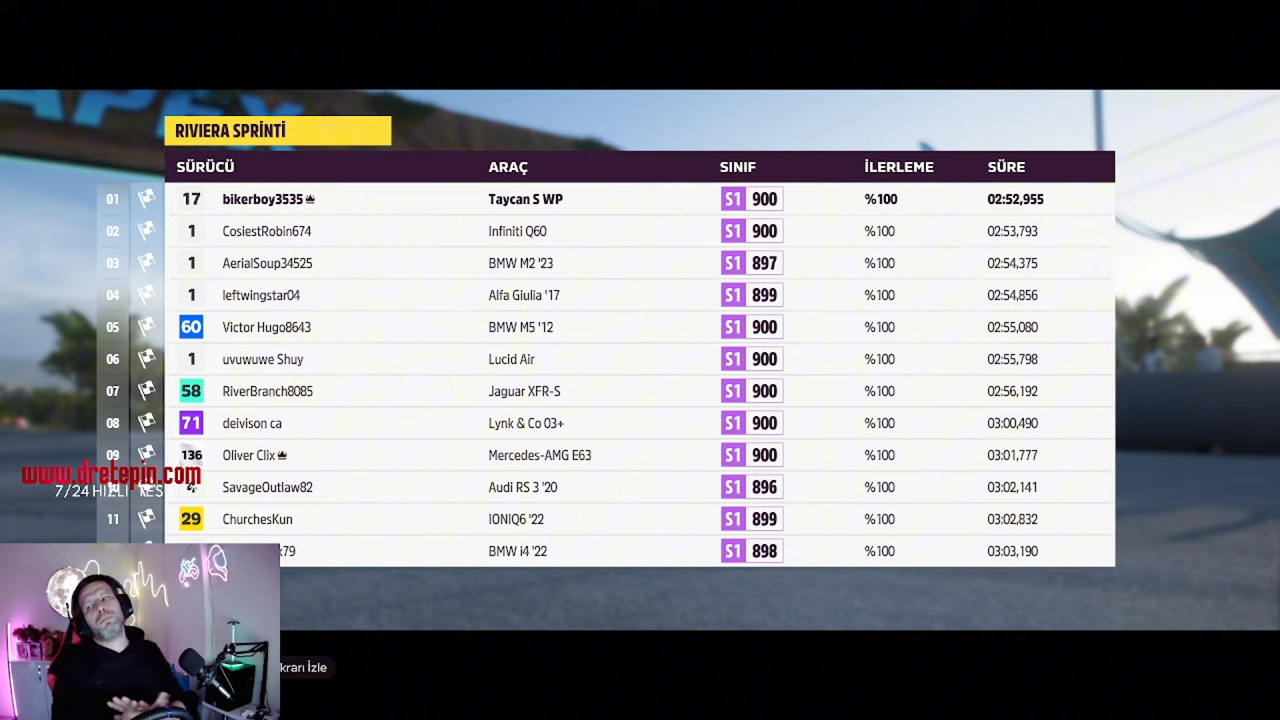 APEX
RIVIERA SPRİNTİ
SÜRÜCÜ ARAÇ SINIF İLERLEME SÜRE
01 17 bikerboy3535 Taycan S WP S1 900 %100 02:52,955
02 1 CosiestRobin674 Infiniti Q60 S1 900 %100 02:53,793
03 1 AerialSoup34525 BMW M2 '23 S1 897 %100 02:54,375
04 1 leftwingstar04 Alfa Giulia '17 S1 899 %100 02:54,856
05 60 Victor Hugo8643 BMW M5 '12 S1 900 %100 02:55,080
06 1 uvuwuwe Shuy Lucid Air S1 900 %100 02:55,798
07 58 RiverBranch8085 Jaguar XFR-S S1 900 %100 02:56,192
08 71 deivison ca Lynk & Co 03+ S1 900 %100 03:00,490
09 136 Oliver Clix Mercedes-AMG E63 S1 900 %100 03:01,777
www.dretepin.com
SavageOutlaw82 Audi RS 3 '20 S1 896 %100 03:02,141
7/24 HIZLI
11 29 ChurchesKun IONIQ6 '22 S1 899 %100 03:02,832
79 BMW i4 '22 S1 898 %100 03:03,190
krarı İzle